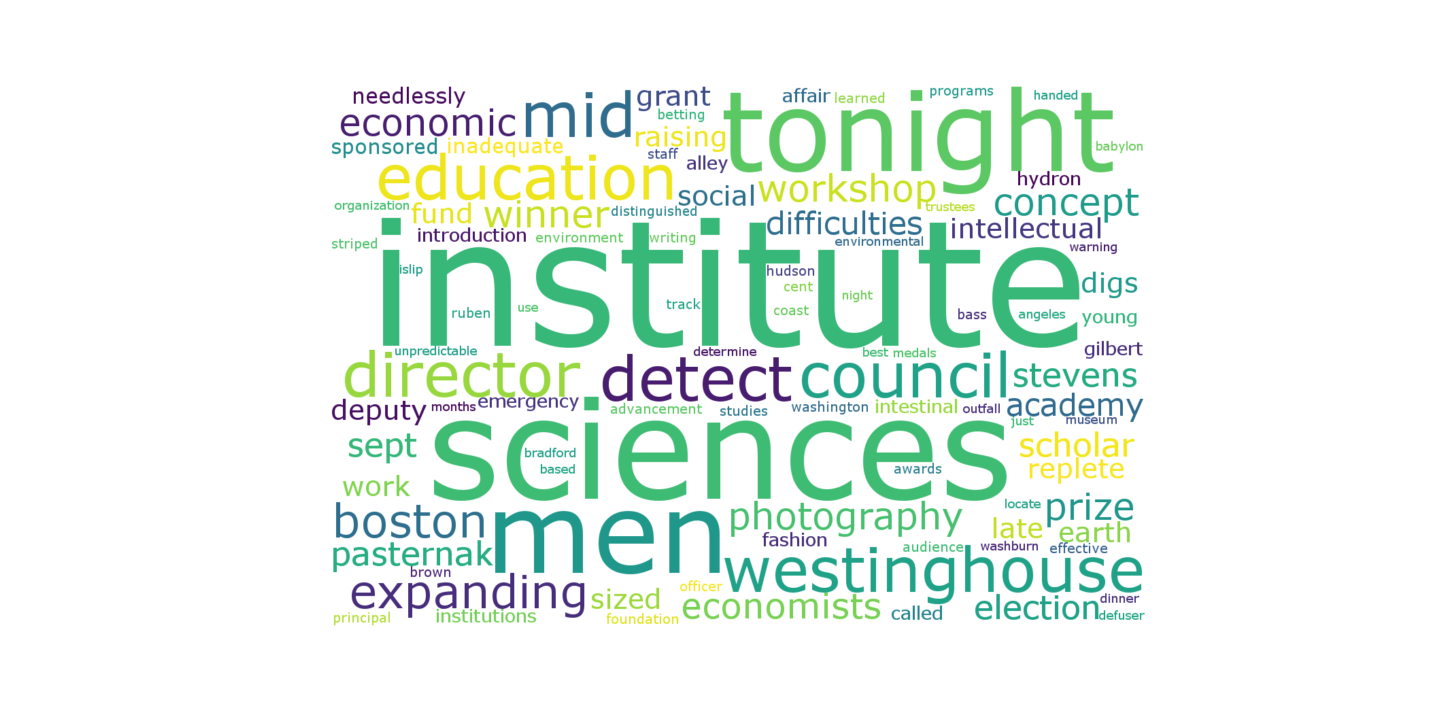 needlessly
mid
grant
affair
learned
programs
handed
tonight
economic
betting
raising
babylon
sponsored
inadequate
staff
alley
education
social
workshop
hydron
concept
organization
fund
winner
distinguished
trustees
difficulties
intellectual
striped
introduction
environment
writing
environmental
warning
institute
islip
hudson
cent
night
digs
ruben
use
track
coast
bass
angeles
young
unpredictable
determine
best
medals
gilbert
director
detect
council
stevens
deputy
months
emergency
advancement
studies
washington
intestinal
outfall
academy
museum
just
sciences
sept
bradford
based
awards
scholar
replete
work
boston
men
photography
locate
prize
late
earth
pasternak
fashion
audience
washburn
effective
brown
westinghouse
expanding
sized
officer
economists
called
election
dinner
defuser
principal
institutions
foundation